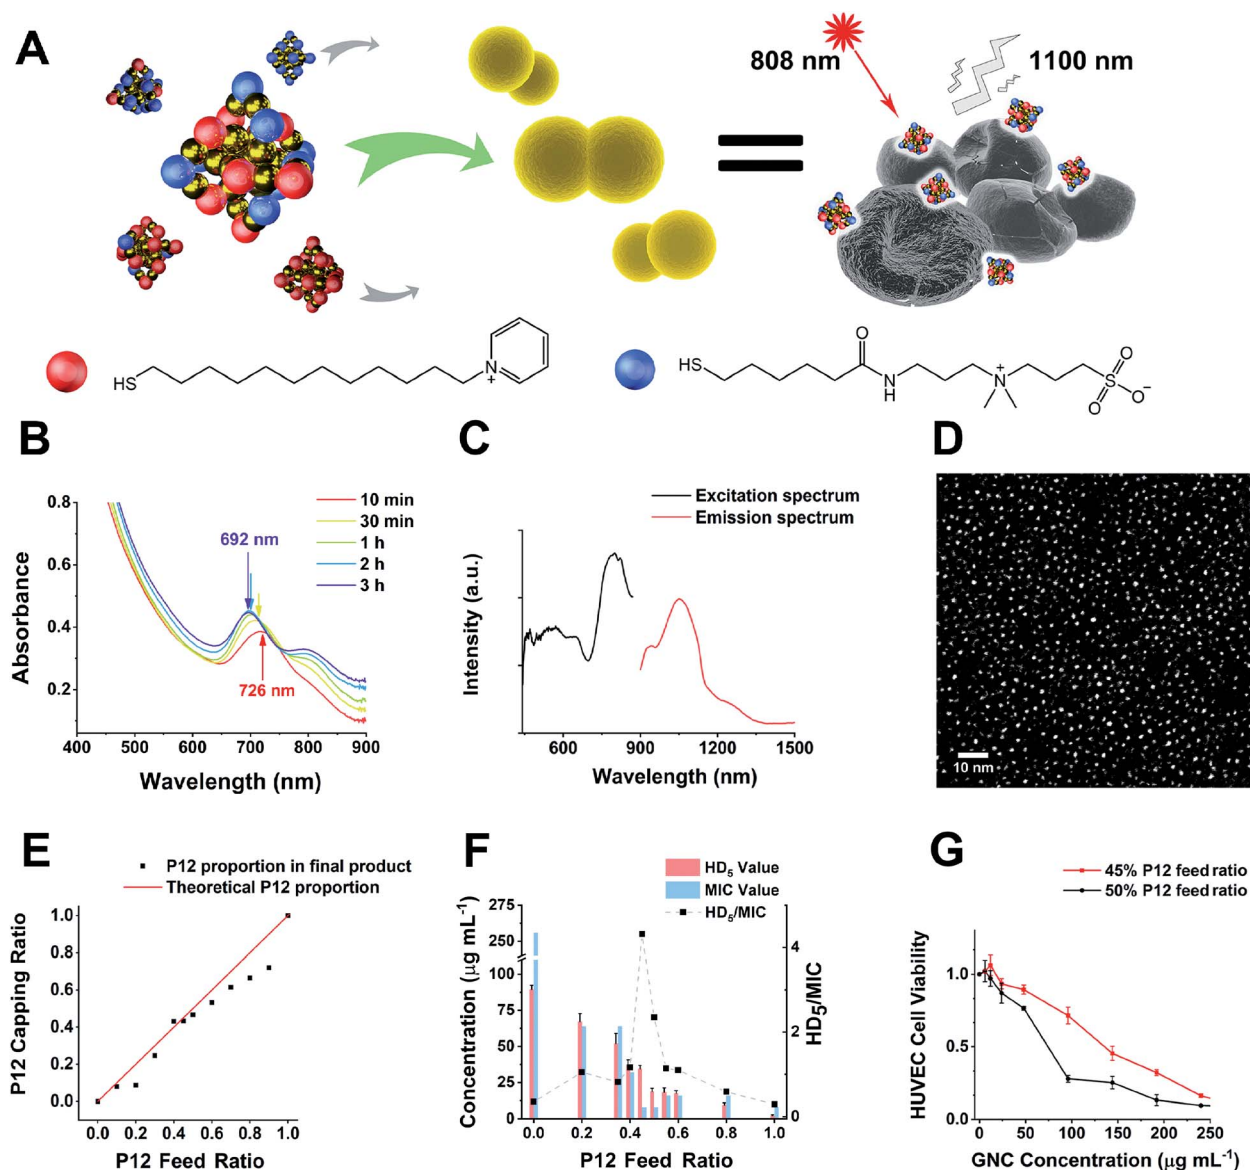 A
808 nm
1100 nm
HS
N
+
HS
O
N
H
N
+
O
S
O
O⁻
B
0.8
0.6
0.4
0.2
Absorbance
10 min
30 min
1 h
2 h
3 h
692 nm
726 nm
400 500 600 700 800 900
Wavelength (nm)
C
Excitation spectrum
Emission spectrum
Intensity (a.u.)
600 900 1200 1500
Wavelength (nm)
D
10 nm
E
P12 proportion in final product
Theoretical P12 proportion
P12 Capping Ratio
1.0
0.8
0.6
0.4
0.2
0.0
0.0 0.2 0.4 0.6 0.8 1.0
P12 Feed Ratio
F
HD₅ Value
MIC Value
HD₅/MIC
Concentration (μg mL⁻¹)
275
250
100
75
50
25
0
4
2
0
HD₅/MIC
0.0 0.2 0.4 0.6 0.8 1.0
P12 Feed Ratio
G
45% P12 feed ratio
50% P12 feed ratio
HUVEC Cell Viability
1.0
0.5
0.0
0 50 100 150 200 250
GNC Concentration (μg mL⁻¹)